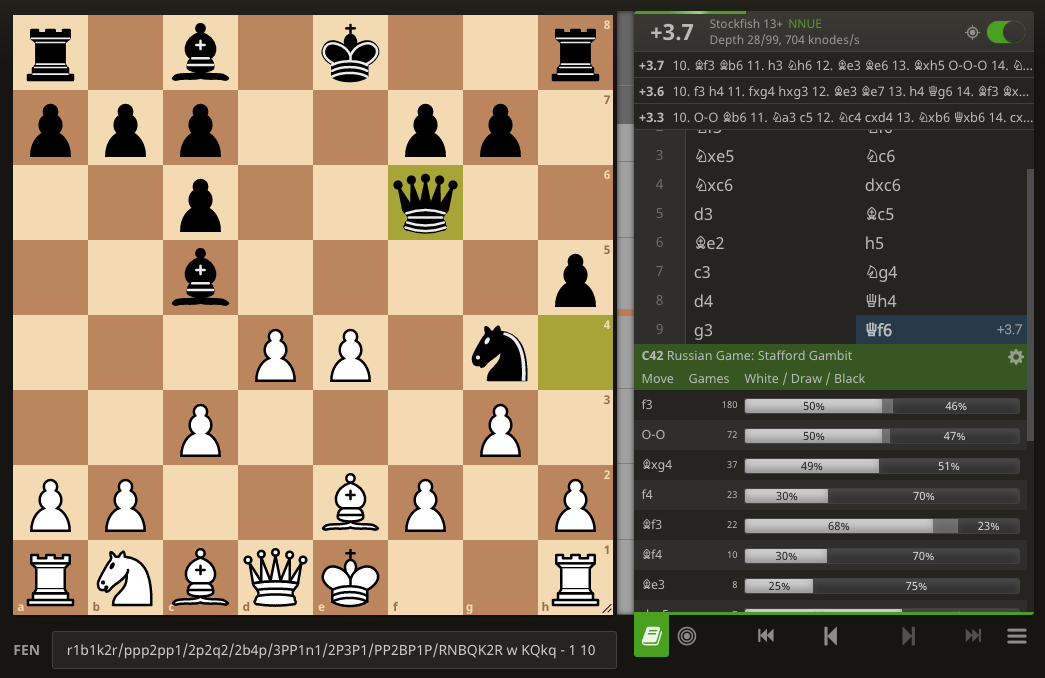 8
7
6
5
4
3
2
1
a b c d e f g h
FEN r1b1k2r/ppp2pp1/2p2q2/2b4p/3PP1n1/2P3P1/PP2BP1P/RNBQK2R w KQkq - 1 10
+3.7 Stockfish 13+ NNUE
Depth 28/99, 704 knodes/s
+3.7 10. ♗f3 ♗b6 11. h3 ♘h6 12. ♗e3 ♗e6 13. ♗xh5 O-O-O 14. ♘...
+3.6 10. f3 h4 11. fxg4 hxg3 12. ♗e3 ♗e7 13. h4 ♕g6 14. ♗f3 ♗x...
+3.3 10. O-O ♗b6 11. ♘a3 c5 12. ♘c4 cxd4 13. ♘xb6 ♕xb6 14. cx...
3 ♘xe5 ♘c6
4 ♘xc6 dxc6
5 d3 ♗c5
6 ♗e2 h5
7 c3 ♘g4
8 d4 ♕h4
9 g3 ♕f6 +3.7
C42 Russian Game: Stafford Gambit
Move Games White / Draw / Black
f3 180 50% 46%
O-O 72 50% 47%
♗xg4 37 49% 51%
f4 23 30% 70%
♗f3 22 68% 23%
♗f4 10 30% 70%
♗e3 8 25% 75%